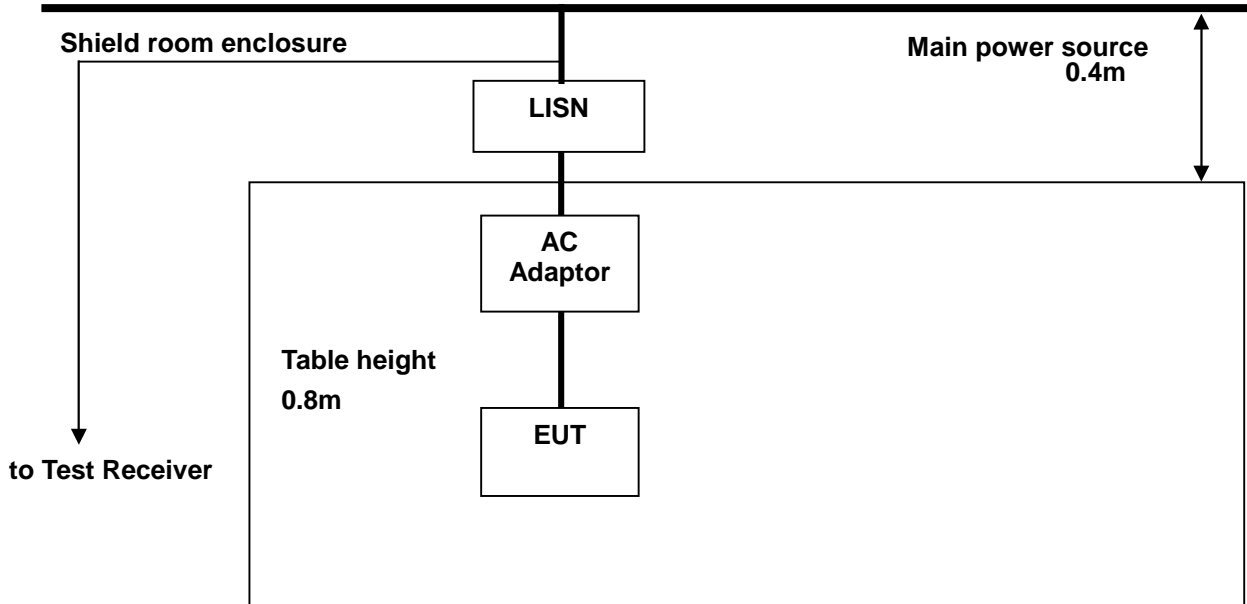 Shield room enclosure
Main power source
0.4m
LISN
AC
Adaptor
Table height
0.8m
EUT
to Test Receiver